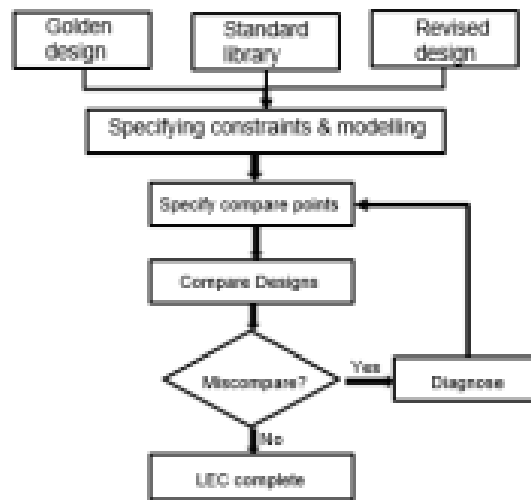 Golden
design
Standard
library
Revised
design
Specifying constraints & modelling
Specify compare points
Compare Designs
Miscompare?
Yes
Diagnose
No
LEC complete